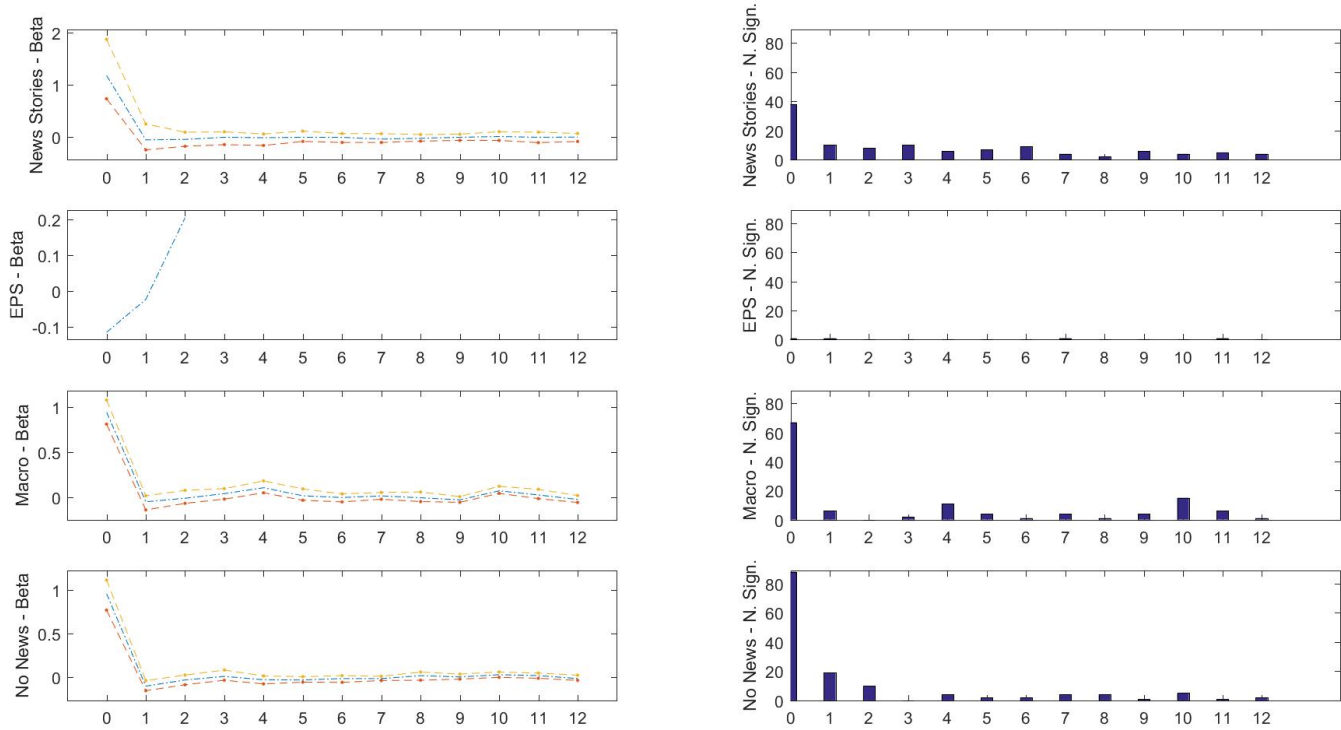 News Stories - Beta
2
1
0
0 1 2 3 4 5 6 7 8 9 10 11 12
News Stories - N. Sign.
80
60
40
20
0
0 1 2 3 4 5 6 7 8 9 10 11 12
EPS - Beta
0.2
0.1
0
-0.1
0 1 2 3 4 5 6 7 8 9 10 11 12
EPS - N. Sign.
80
60
40
20
0
0 1 2 3 4 5 6 7 8 9 10 11 12
Macro - Beta
1
0.5
0
0 1 2 3 4 5 6 7 8 9 10 11 12
Macro - N. Sign.
80
60
40
20
0
0 1 2 3 4 5 6 7 8 9 10 11 12
No News - Beta
1
0.5
0
0 1 2 3 4 5 6 7 8 9 10 11 12
No News - N. Sign.
80
60
40
20
0
0 1 2 3 4 5 6 7 8 9 10 11 12